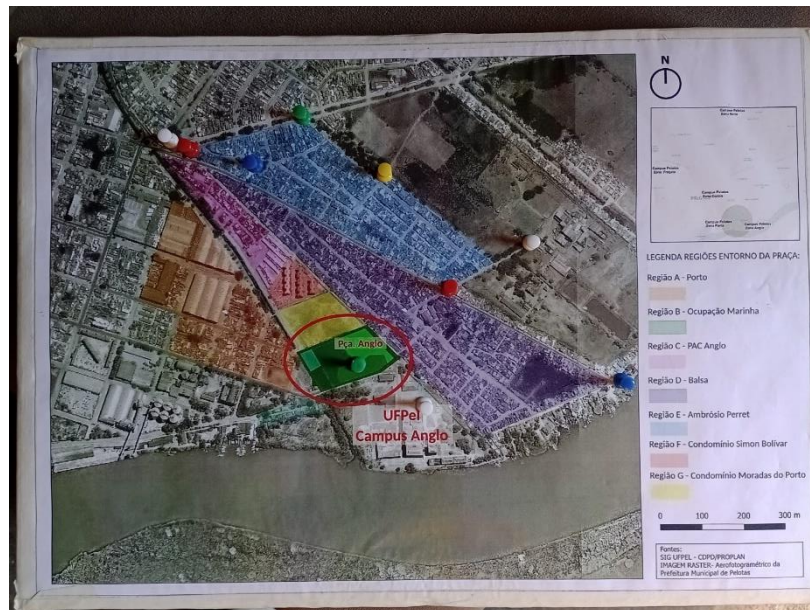 Pça. Anglo
UFPel
Campus Anglo
N
Campus Pelotas
LEGENDA REGIÕES ENTORNO DA PRAÇA:
Região A - Porto
Região B - Ocupação Marinha
Região C - PAC Anglo
Região D - Balsa
Região E - Ambrósio Perret
Região F - Condomínio Simon Bolívar
Região G - Condomínio Moradas do Porto
0 100 200 300 m
Fontes:
SIG UFPEL - CDPD/PROPLAN
IMAGEM RASTER- Aerofotogramétrico da
Prefeitura Municipal de Pelotas